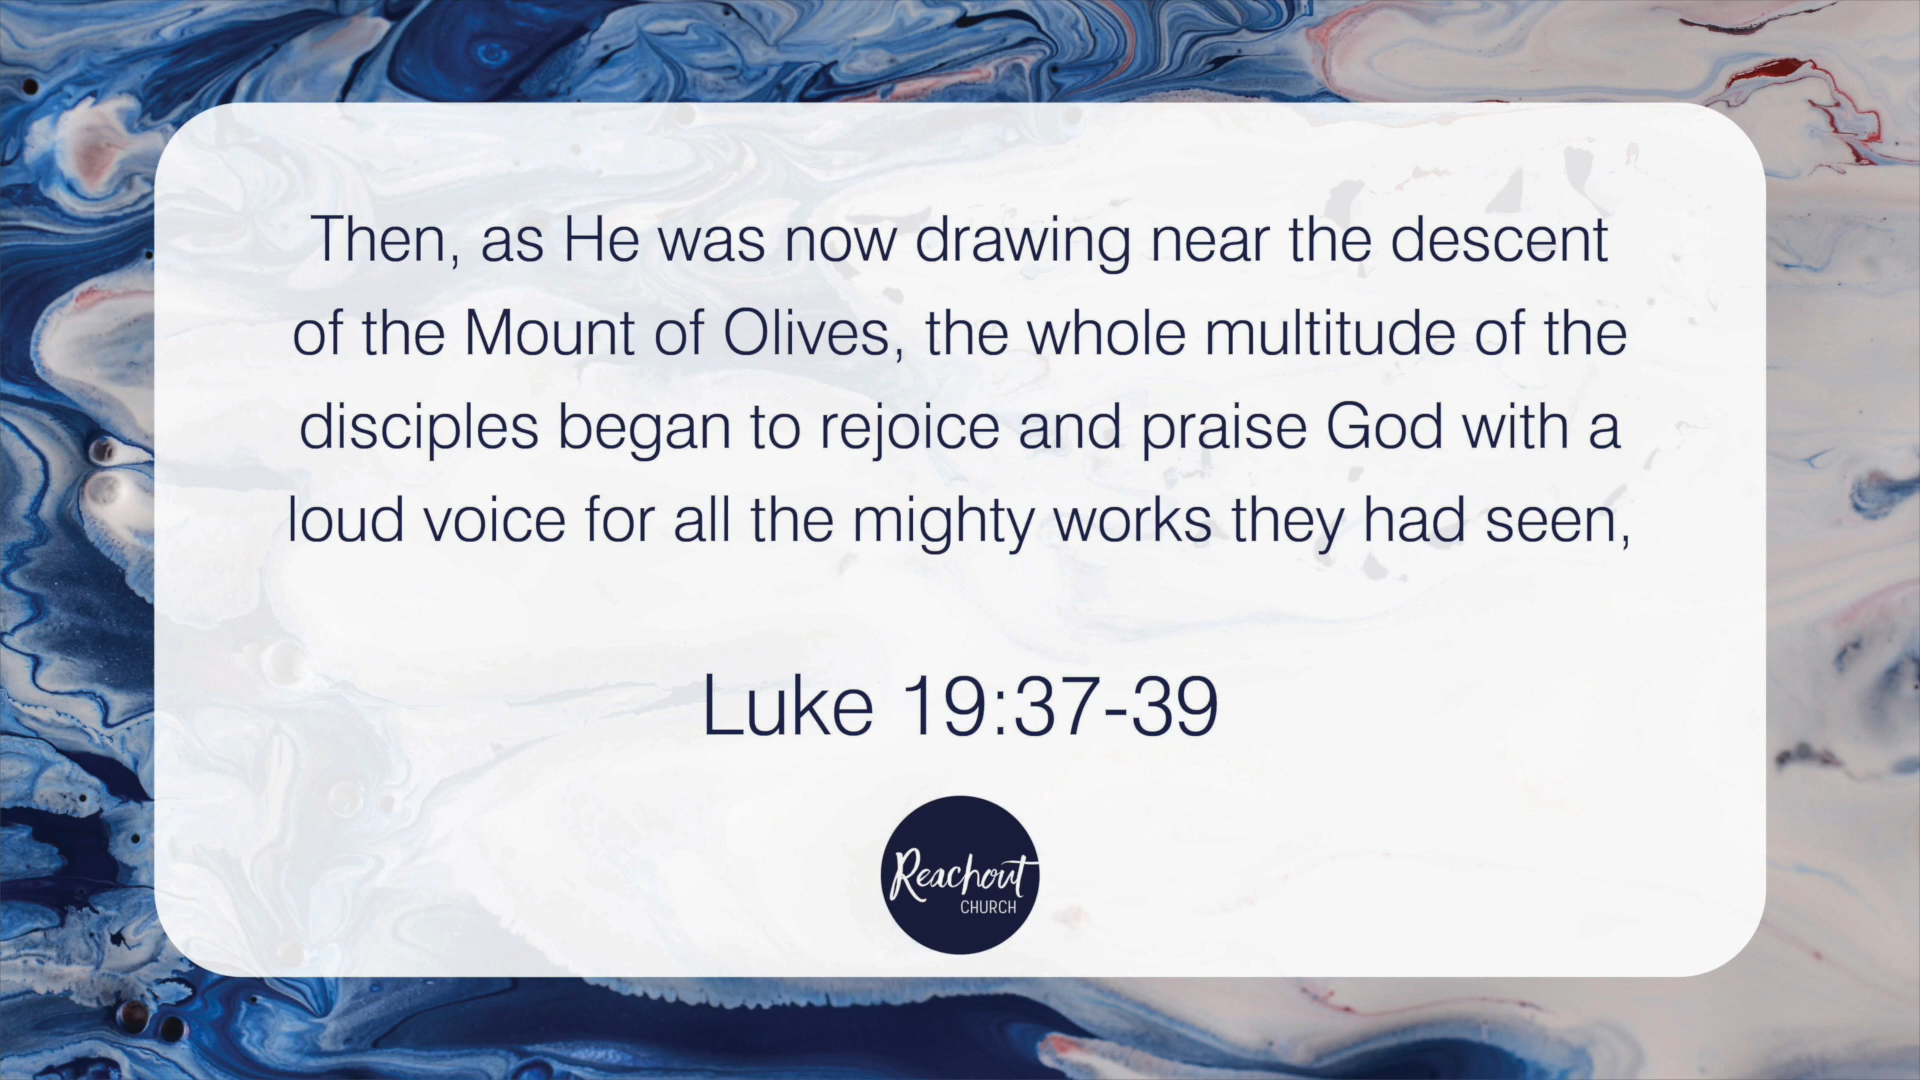 Then, as He was now drawing near the descent
of the Mount of Olives, the whole multitude of the
disciples began to rejoice and praise God with a
loud voice for all the mighty works they had seen,
Luke 19:37-39
Reachout
CHURCH